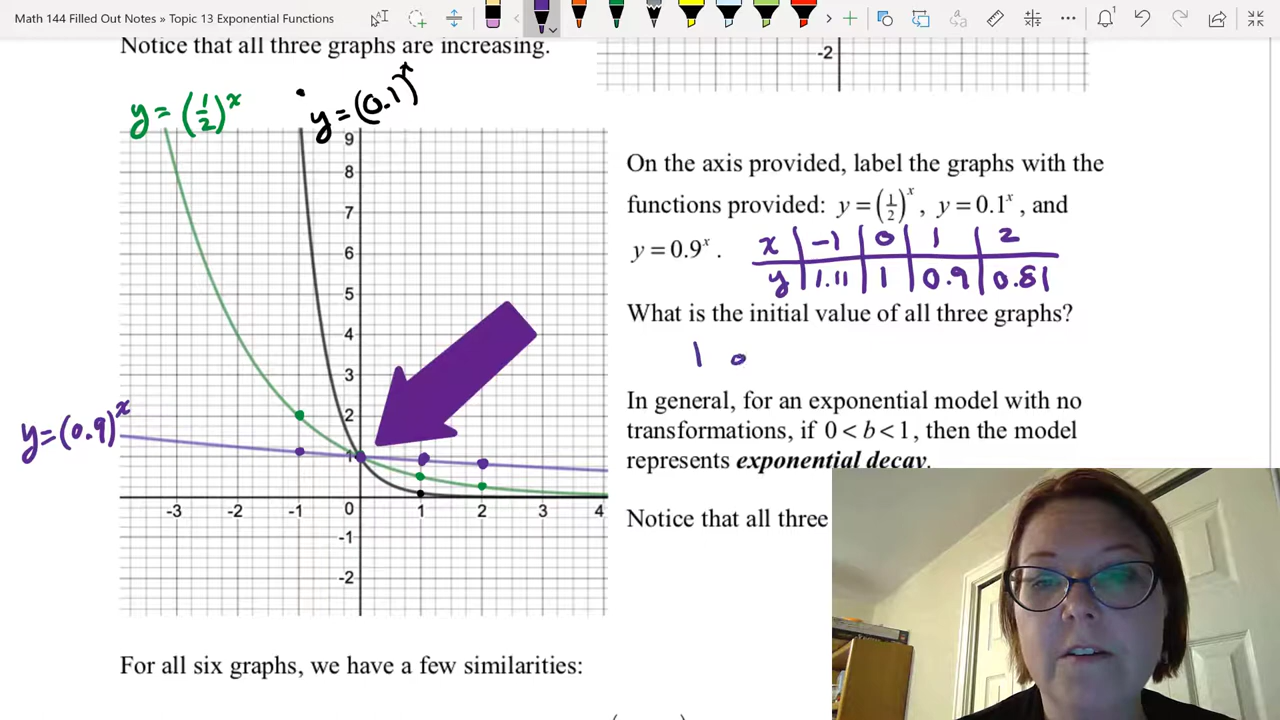 Math 144 Filled Out Notes » Topic 13 Exponential Functions
Notice that all three graphs are increasing.
-2
y = (1/2)^x
y = (0.1)^x
9
8
7
6
5
4
3
2
1
y = (0.9)^x
-3 -2 -1 0 1 2 3 4
-1
-2
On the axis provided, label the graphs with the
functions provided: y = (1/2)^x, y = 0.1^x, and
y = 0.9^x.
x | -1 | 0 | 1 | 2
y | 1.11 | 1 | 0.9 | 0.81
What is the initial value of all three graphs?
1 o
In general, for an exponential model with no
transformations, if 0 < b < 1, then the model
represents exponential decay.
Notice that all three
For all six graphs, we have a few similarities: